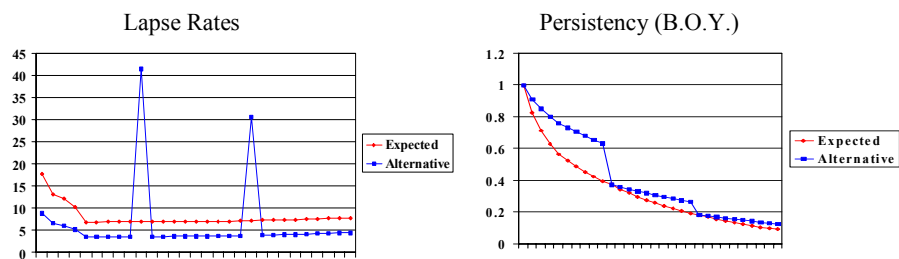 Lapse Rates
45
40
35
30
25
20
15
10
5
0
Expected
Alternative
Persistency (B.O.Y.)
1.2
1
0.8
0.6
0.4
0.2
0
Expected
Alternative